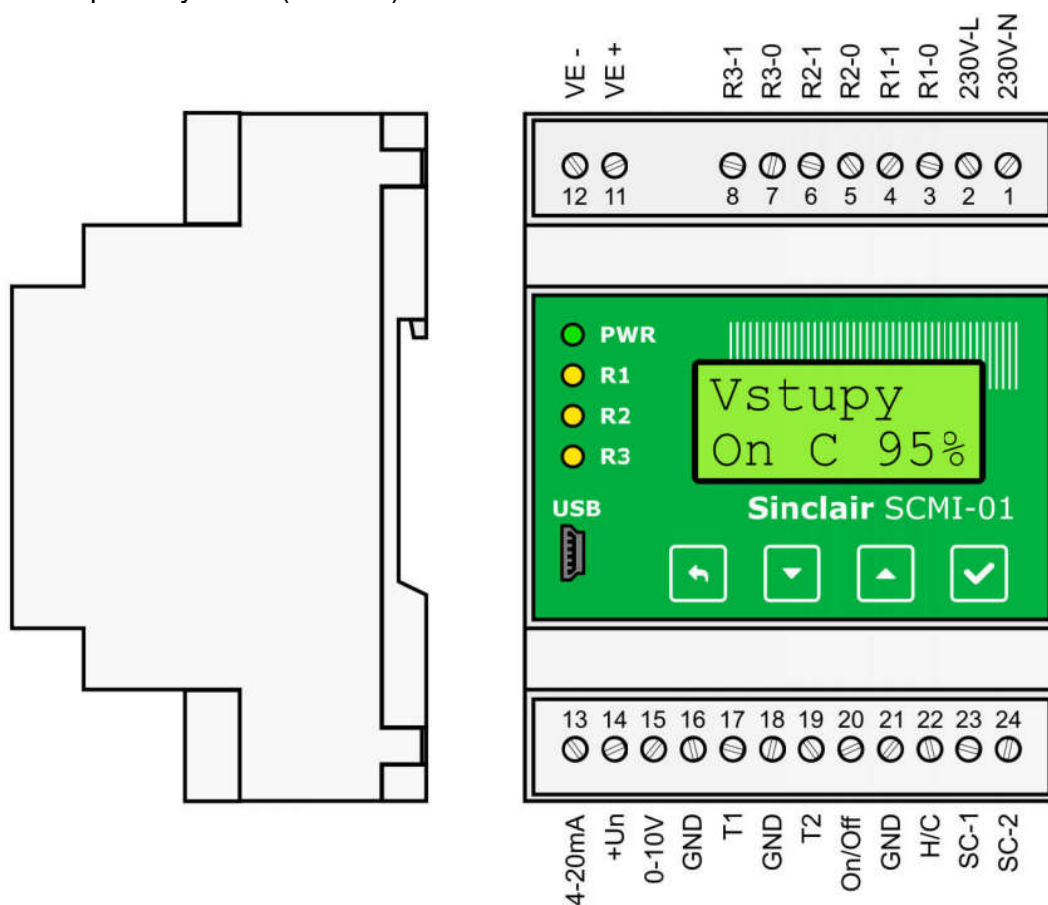 VE - VE + R3-1 R3-0 R2-1 R2-0 R1-1 R1-0 230V-L 230V-N
12 11 8 7 6 5 4 3 2 1
PWR
R1
R2
R3
Vstupy
On C 95%
USB
Sinclair SCMI-01
13 14 15 16 17 18 19 20 21 22 23 24
4-20mA +Un 0-10V GND T1 GND T2 On/Off GND H/C SC-1 SC-2